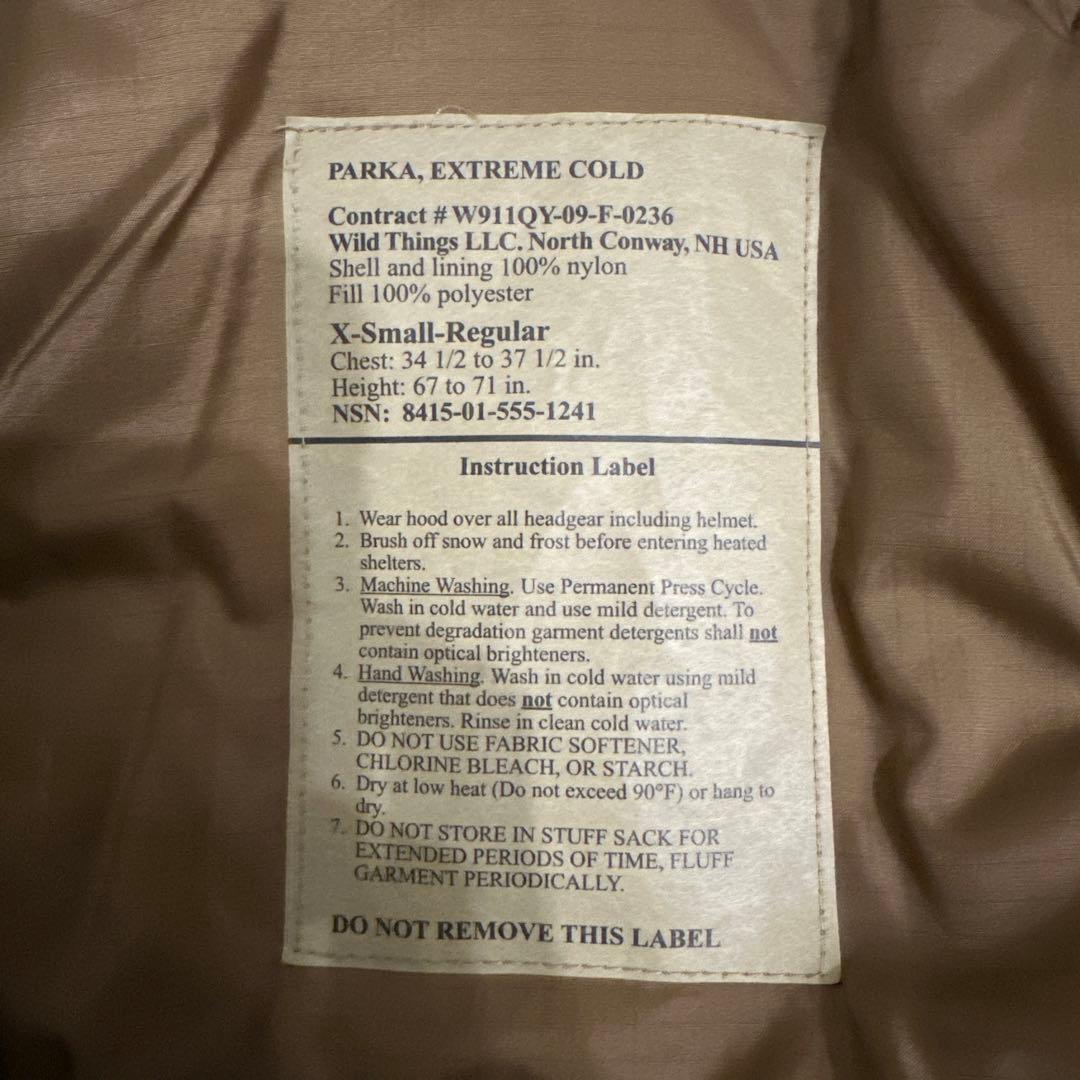 PARKA, EXTREME COLD
Contract # W911QY-09-F-0236
Wild Things LLC. North Conway, NH USA
Shell and lining 100% nylon
Fill 100% polyester
X-Small-Regular
Chest: 34 1/2 to 37 1/2 in.
Height: 67 to 71 in.
NSN: 8415-01-555-1241
Instruction Label
1. Wear hood over all headgear including helmet.
2. Brush off snow and frost before entering heated
shelters.
3. Machine Washing. Use Permanent Press Cycle.
Wash in cold water and use mild detergent. To
prevent degradation garment detergents shall not
contain optical brighteners.
4. Hand Washing. Wash in cold water using mild
detergent that does not contain optical
brighteners. Rinse in clean cold water.
5. DO NOT USE FABRIC SOFTENER,
CHLORINE BLEACH, OR STARCH.
6. Dry at low heat (Do not exceed 90°F) or hang to
dry.
7. DO NOT STORE IN STUFF SACK FOR
EXTENDED PERIODS OF TIME, FLUFF
GARMENT PERIODICALLY.
DO NOT REMOVE THIS LABEL